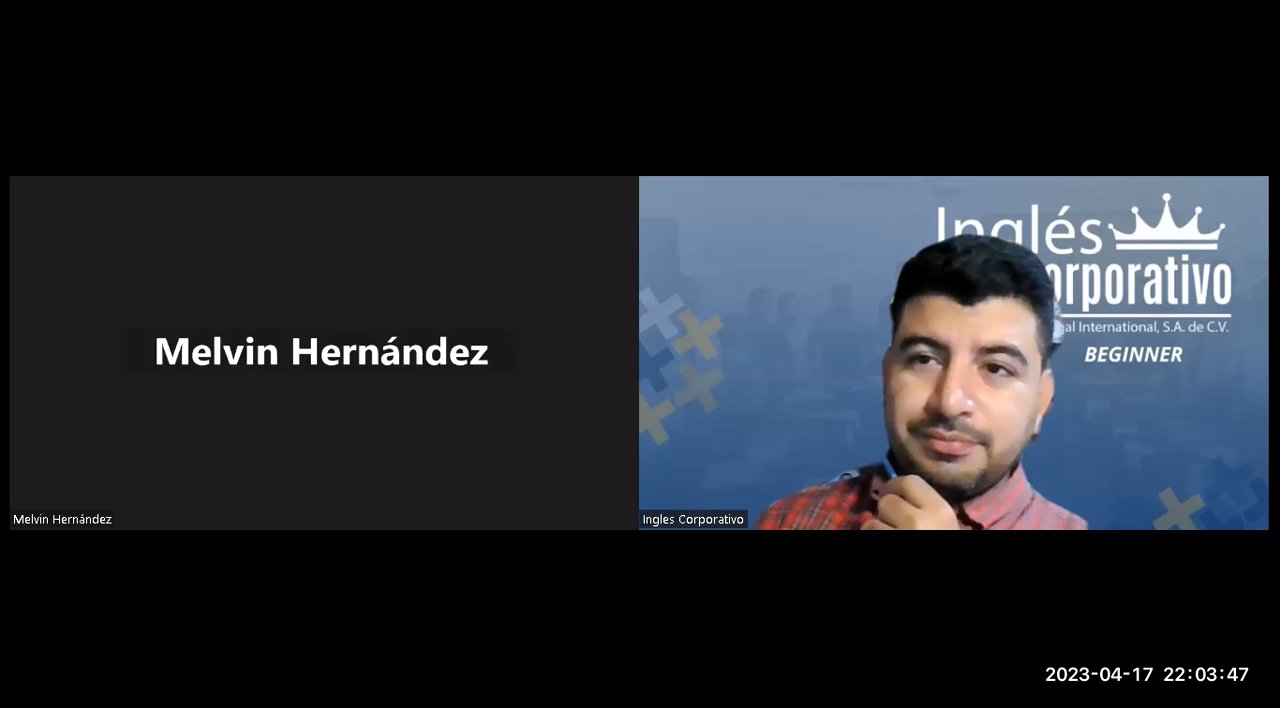 Melvin Hernández
Melvin Hernández
Inglés
orporativo
al International, S.A. de C.V.
BEGINNER
Ingles Corporativo
2023-04-17 22:03:47